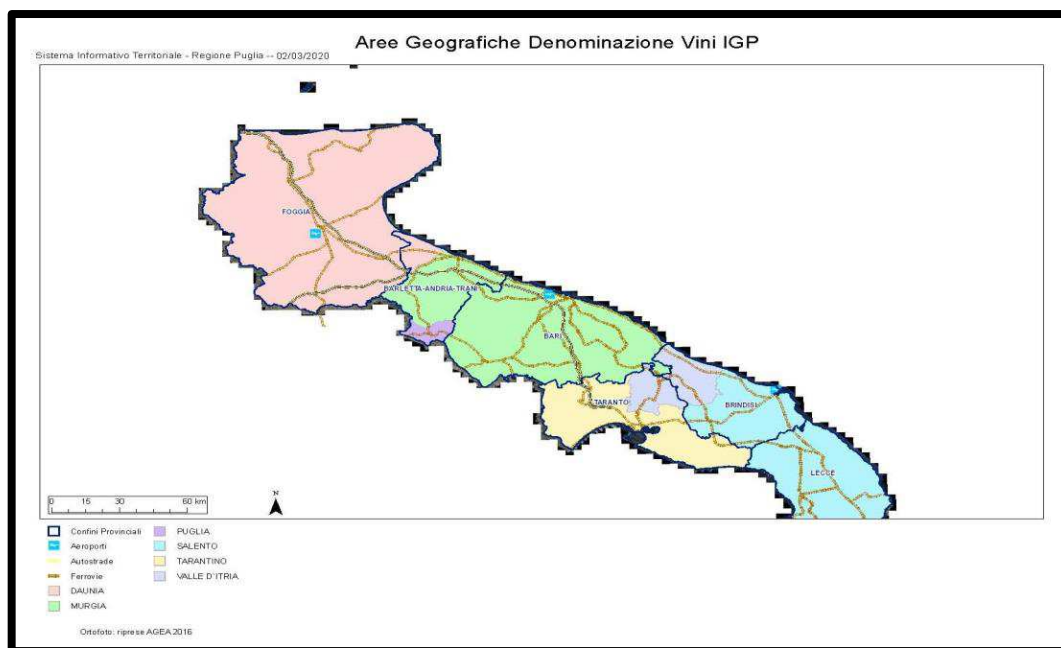 Aree Geografiche Denominazione Vini IGP
Sistema Informativo Territoriale - Regione Puglia -- 02/03/2020
FOGGIA
BARLETTA-ANDRIA-TRANI
BARI
TARANTO
BRINDISI
LECCE
0 15 30 60 km
N
Confini Provinciali
Aeroporti
Autostrade
Ferrovie
DAUNIA
MURGIA
PUGLIA
SALENTO
TARANTINO
VALLE D'ITRIA
Ortofoto: riprese AGEA 2016